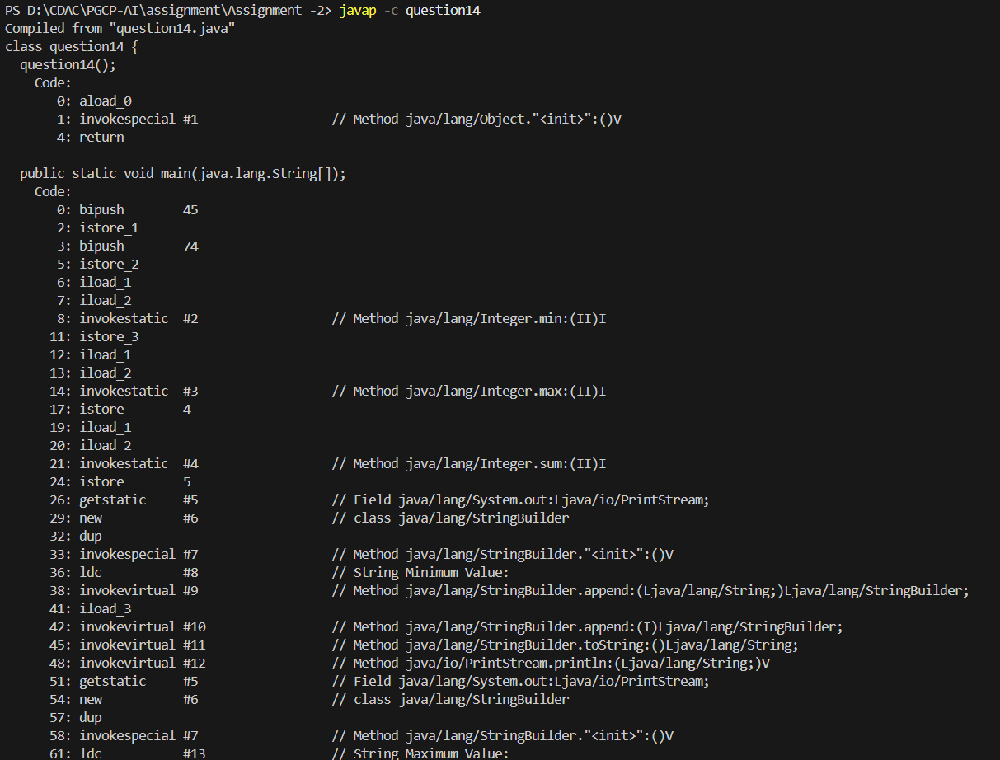 PS D:\CDAC\PGCP-AI\assignment\Assignment -2> javap -c question14
Compiled from "question14.java"
class question14 {
  question14();
    Code:
       0: aload_0
       1: invokespecial #1                  // Method java/lang/Object."<init>":()V
       4: return

  public static void main(java.lang.String[]);
    Code:
       0: bipush        45
       2: istore_1
       3: bipush        74
       5: istore_2
       6: iload_1
       7: iload_2
       8: invokestatic  #2                  // Method java/lang/Integer.min:(II)I
      11: istore_3
      12: iload_1
      13: iload_2
      14: invokestatic  #3                  // Method java/lang/Integer.max:(II)I
      17: istore        4
      19: iload_1
      20: iload_2
      21: invokestatic  #4                  // Method java/lang/Integer.sum:(II)I
      24: istore        5
      26: getstatic     #5                  // Field java/lang/System.out:Ljava/io/PrintStream;
      29: new           #6                  // class java/lang/StringBuilder
      32: dup
      33: invokespecial #7                  // Method java/lang/StringBuilder."<init>":()V
      36: ldc           #8                  // String Minimum Value:
      38: invokevirtual #9                  // Method java/lang/StringBuilder.append:(Ljava/lang/String;)Ljava/lang/StringBuilder;
      41: iload_3
      42: invokevirtual #10                 // Method java/lang/StringBuilder.append:(I)Ljava/lang/StringBuilder;
      45: invokevirtual #11                 // Method java/lang/StringBuilder.toString:()Ljava/lang/String;
      48: invokevirtual #12                 // Method java/io/PrintStream.println:(Ljava/lang/String;)V
      51: getstatic     #5                  // Field java/lang/System.out:Ljava/io/PrintStream;
      54: new           #6                  // class java/lang/StringBuilder
      57: dup
      58: invokespecial #7                  // Method java/lang/StringBuilder."<init>":()V
      61: ldc           #13                 // String Maximum Value: